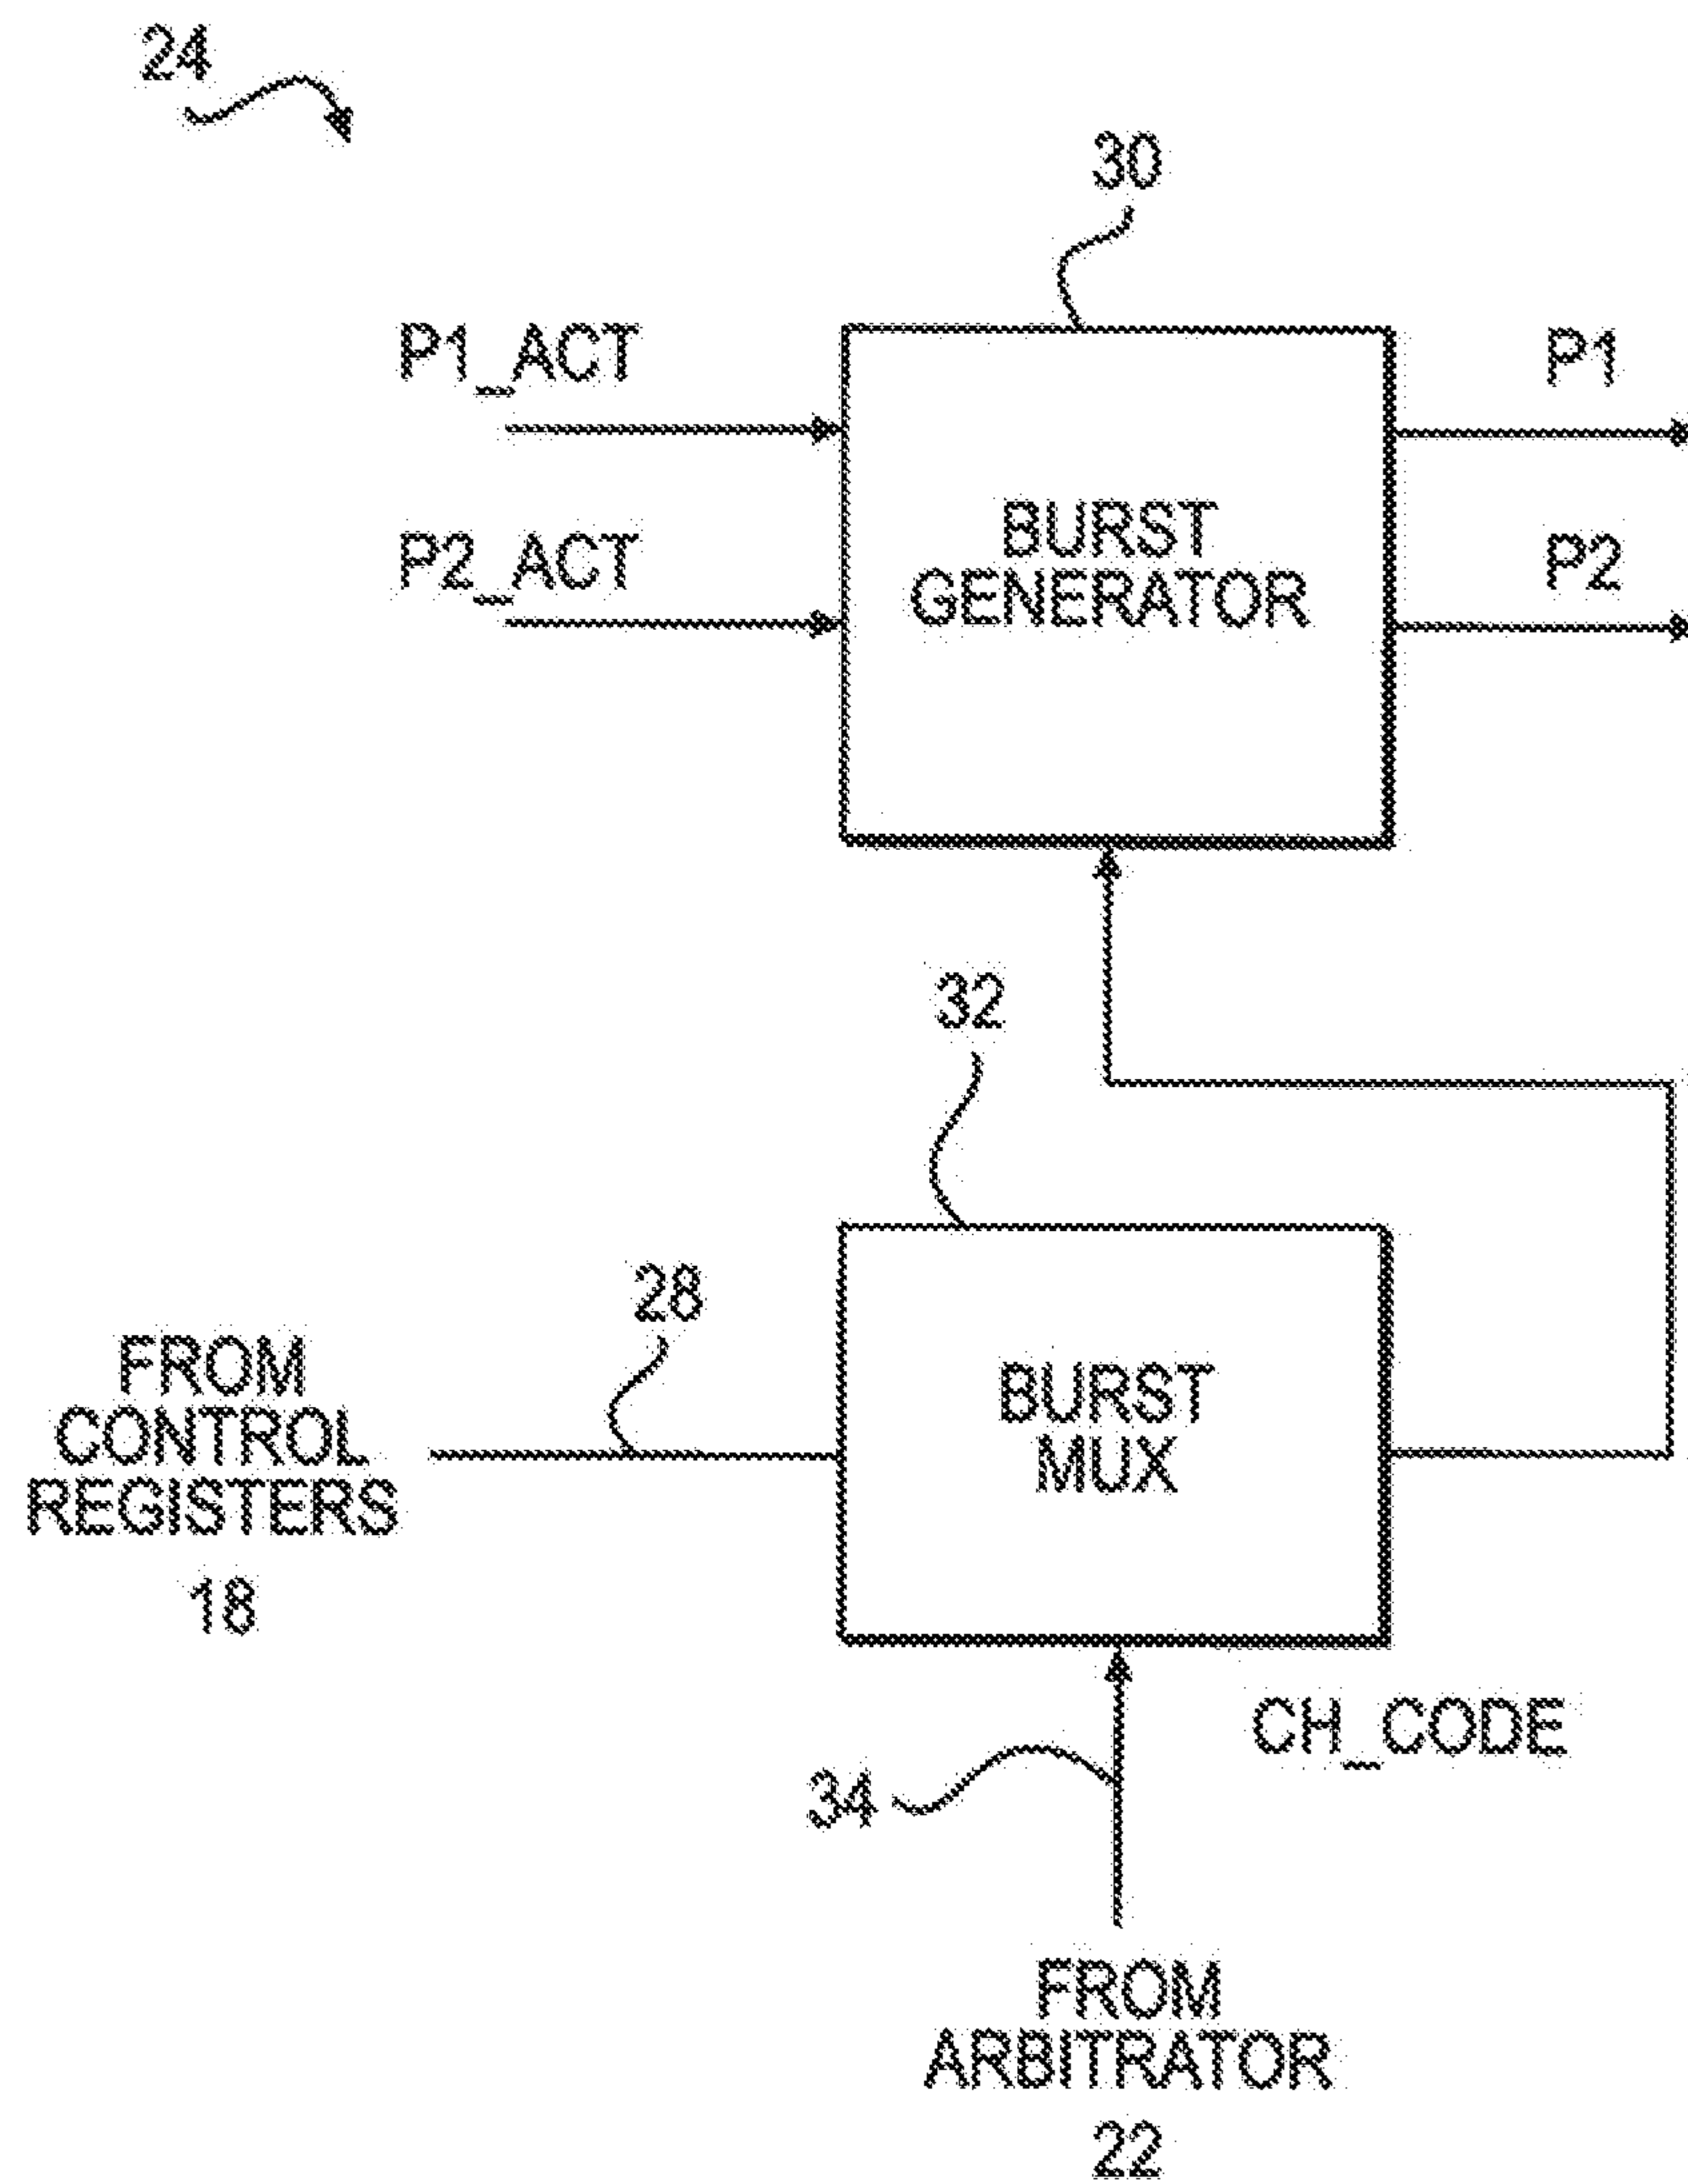 24
30
P1_ACT
P1
P2_ACT
P2
BURST
GENERATOR
32
28
FROM
CONTROL
REGISTERS
18
BURST
MUX
CH_CODE
34
FROM
ARBITRATOR
22